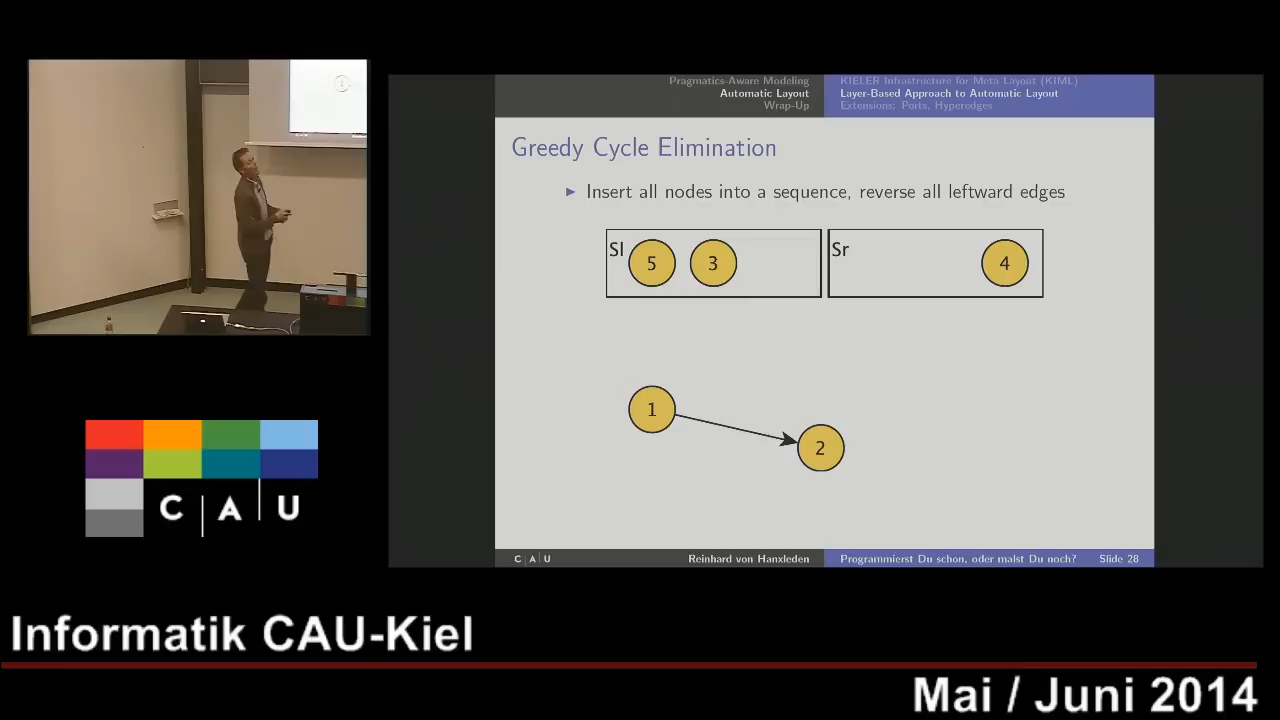 Pragmatics-Aware Modeling
Automatic Layout
Wrap-Up
KIELER Infrastructure for Meta Layout (KIML)
Layer-Based Approach to Automatic Layout
Extensions: Ports, Hyperedges
Greedy Cycle Elimination
Insert all nodes into a sequence, reverse all leftward edges
Sl 5 3
Sr 4
1
2
C A U
C A U Reinhard von Hanxleden Programmierst Du schon, oder malst Du noch? Slide 28
Informatik CAU-Kiel
Mai / Juni 2014